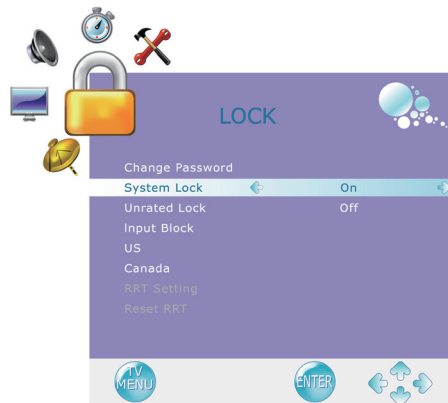 LOCK
Change Password
System Lock On
Unrated Lock Off
Input Block
US
Canada
RRT Setting
Reset RRT
TV
MENU
ENTER